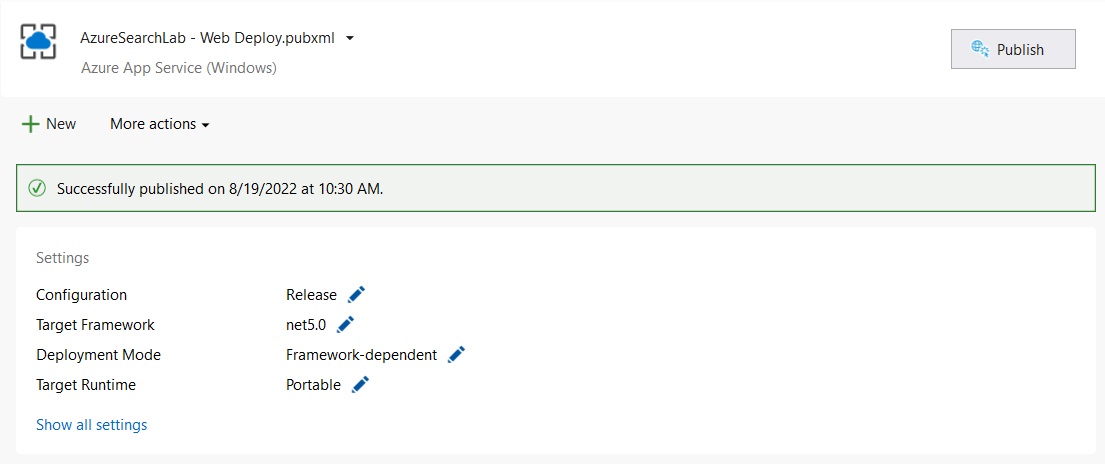 AzureSearchLab - Web Deploy.pubxml
Azure App Service (Windows)
Publish
New
More actions
Successfully published on 8/19/2022 at 10:30 AM.
Settings
Configuration Release
Target Framework net5.0
Deployment Mode Framework-dependent
Target Runtime Portable
Show all settings